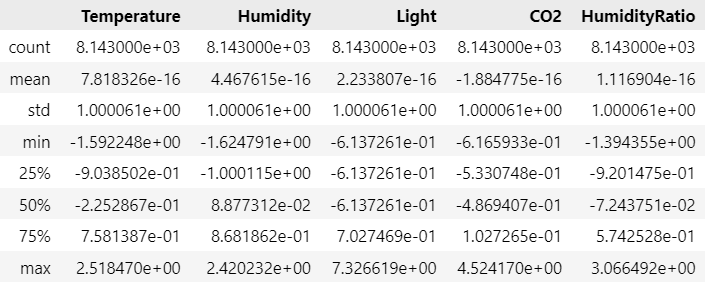 Temperature Humidity Light CO2 HumidityRatio
count 8.143000e+03 8.143000e+03 8.143000e+03 8.143000e+03 8.143000e+03
mean 7.818326e-16 4.467615e-16 2.233807e-16 -1.884775e-16 1.116904e-16
std 1.000061e+00 1.000061e+00 1.000061e+00 1.000061e+00 1.000061e+00
min -1.592248e+00 -1.624791e+00 -6.137261e-01 -6.165933e-01 -1.394355e+00
25% -9.038502e-01 -1.000115e+00 -6.137261e-01 -5.330748e-01 -9.201475e-01
50% -2.252867e-01 8.877312e-02 -6.137261e-01 -4.869407e-01 -7.243751e-02
75% 7.581387e-01 8.681862e-01 7.027469e-01 1.027265e-01 5.742528e-01
max 2.518470e+00 2.420232e+00 7.326619e+00 4.524170e+00 3.066492e+00